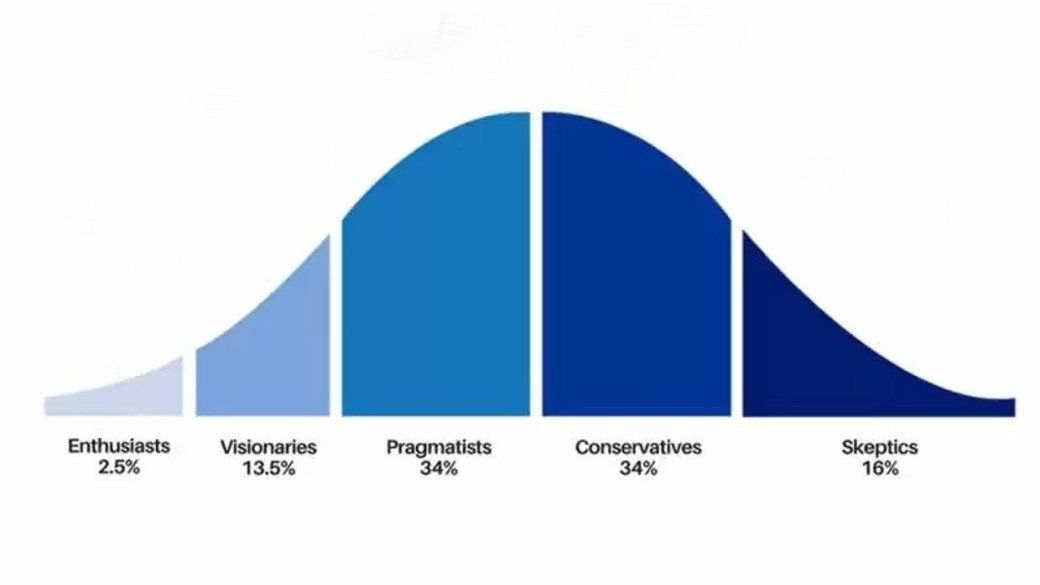 Enthusiasts
2.5%
Visionaries
13.5%
Pragmatists
34%
Conservatives
34%
Skeptics
16%